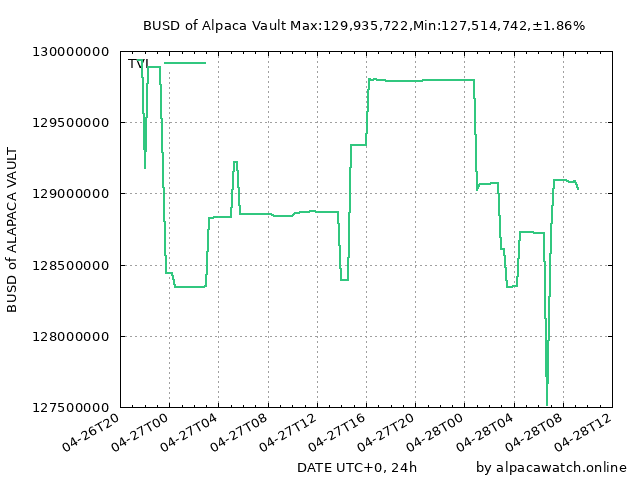 BUSD of Alpaca Vault Max:129,935,722,Min:127,514,742,±1.86%
130000000
TVL
129500000
129000000
128500000
128000000
127500000
BUSD of ALAPACA VAULT
04-26T20
04-27T00
04-27T04
04-27T08
04-27T12
04-27T16
04-27T20
04-28T00
04-28T04
04-28T08
04-28T12
DATE UTC+0, 24h
by alpacawatch.online